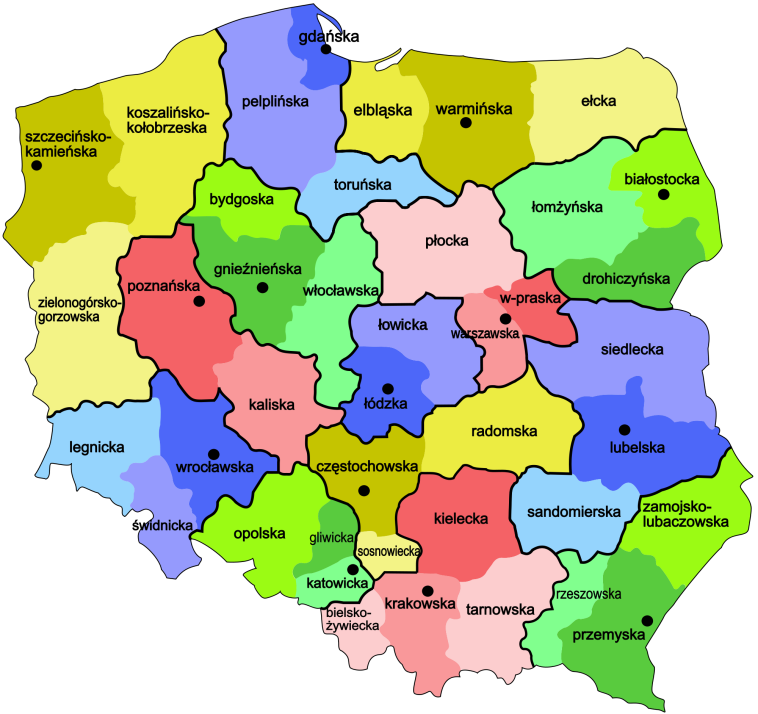 gdańska
pelplińska
koszalińsko-
kołobrzeska
elbląska
warmińska
ełcka
szczecińsko-
kamieńska
toruńska
bydgoska
białostocka
łomżyńska
płocka
gnieźnieńska
drohiczyńska
poznańska
włocławska
zielonogórsko-
gorzowska
w-praska
łowicka
warszawska
siedlecka
kaliska
łódzka
radomska
legnicka
wrocławska
lubelska
częstochowska
świdnicka
opolska
gliwicka
kielecka
sandomierska
zamojsko-
lubaczowska
sosnowiecka
katowicka
krakowska
tarnowska
rzeszowska
bielsko-
żywiecka
przemyska